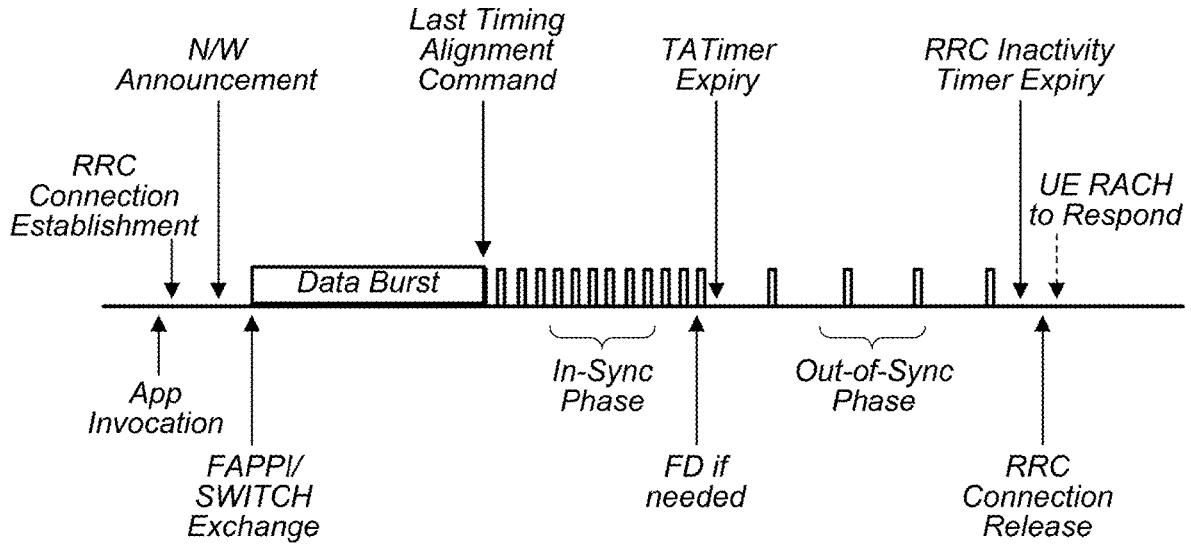 Last Timing
Alignment
Command
N/W
Announcement
TATimer
Expiry
RRC Inactivity
Timer Expiry
RRC
Connection
Establishment
UE RACH
to Respond
Data Burst
App
Invocation
In-Sync
Phase
Out-of-Sync
Phase
FAPPI/
SWITCH
Exchange
FD if
needed
RRC
Connection
Release